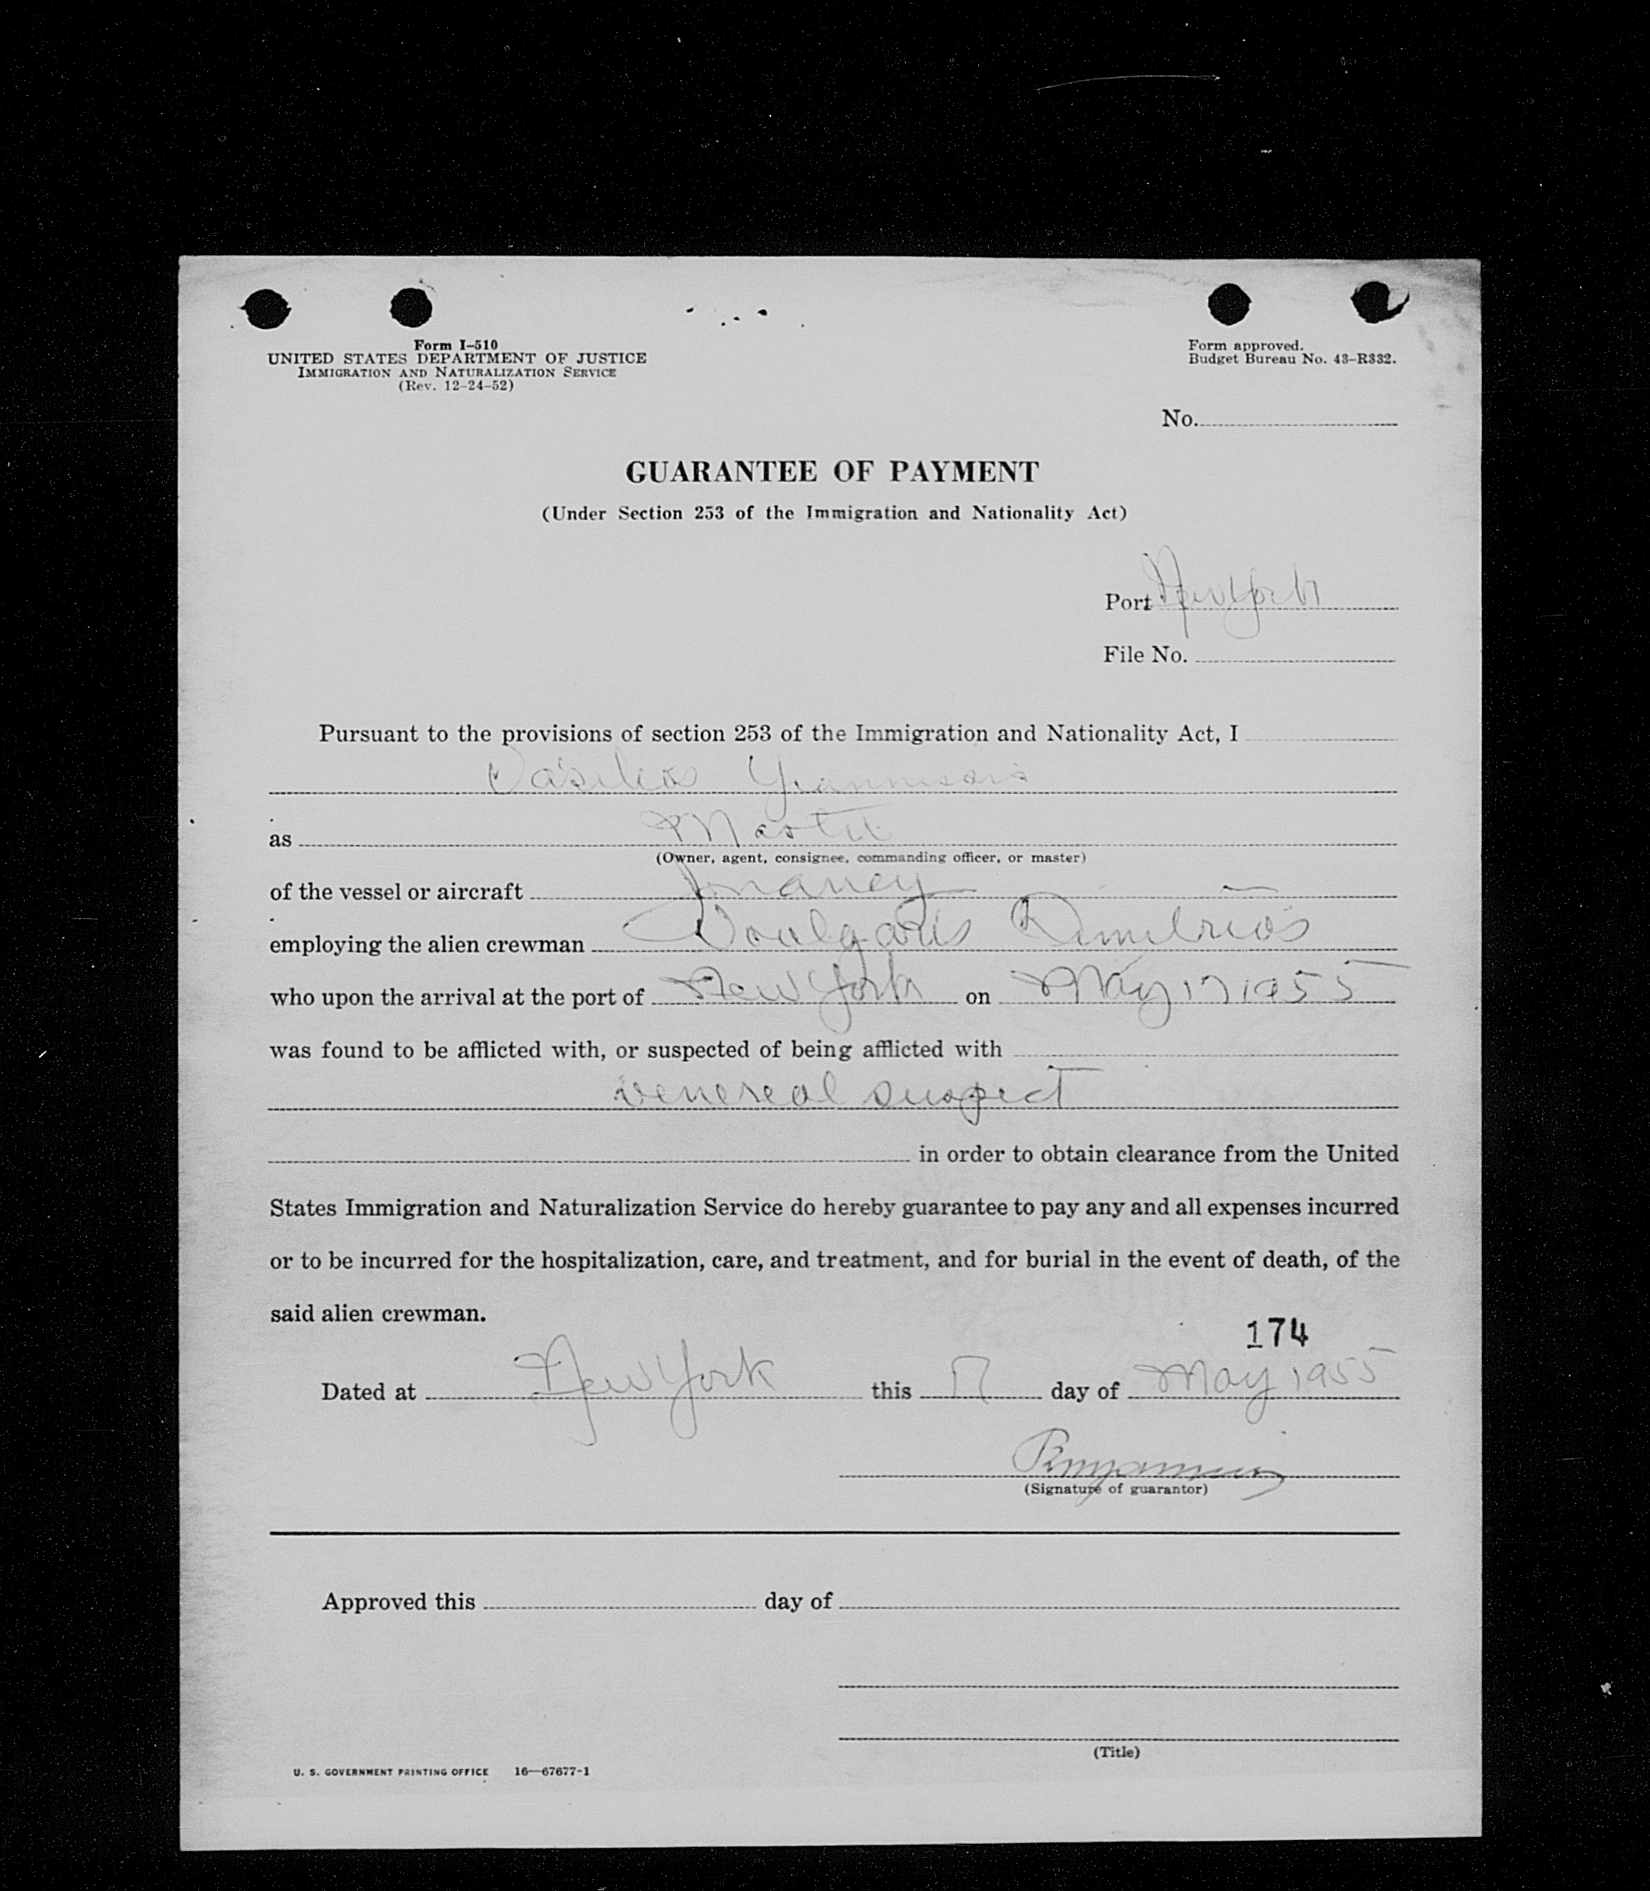 Form I-510
UNITED STATES DEPARTMENT OF JUSTICE
IMMIGRATION AND NATURALIZATION SERVICE
(Rev. 12-24-52)
Form approved.
Budget Bureau No. 43-R332.
No.
GUARANTEE OF PAYMENT
(Under Section 253 of the Immigration and Nationality Act)
Port New York
File No.
Pursuant to the provisions of section 253 of the Immigration and Nationality Act, I
Vasilios
as Master
(Owner, agent, consignee, commanding officer, or master)
of the vessel or aircraft
employing the alien crewman Voulgaris Dimitrios
who upon the arrival at the port of New York on May 17 1955
was found to be afflicted with, or suspected of being afflicted with
venereal suspect
in order to obtain clearance from the United
States Immigration and Naturalization Service do hereby guarantee to pay any and all expenses incurred
or to be incurred for the hospitalization, care, and treatment, and for burial in the event of death, of the
said alien crewman.
174
Dated at New York this 17 day of May 1955
(Signature of guarantor)
Approved this day of
(Title)
U. S. GOVERNMENT PRINTING OFFICE 16—67677-1